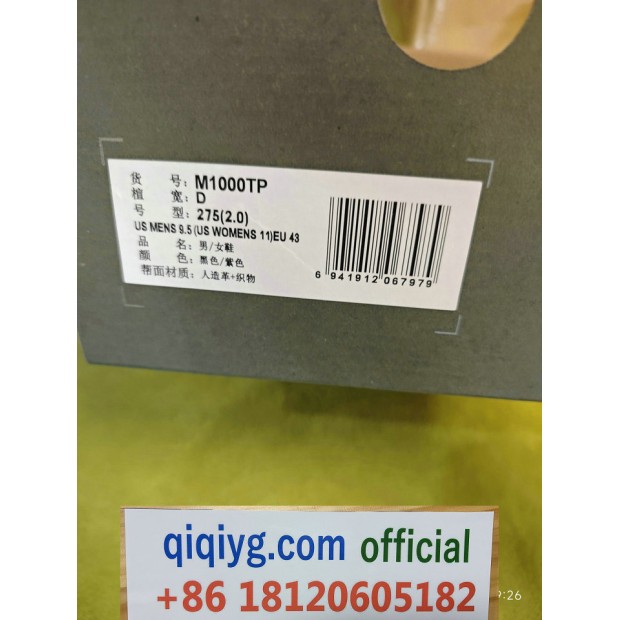 货 号: M1000TP
楦 宽: D
号 型: 275(2.0)
US MENS 9.5 (US WOMENS 11)EU 43
品 名: 男/女鞋
颜 色: 黑色/紫色
帮面材质: 人造革+织物
6 941912 067979
qiqiyg.com official
+86 18120605182
9:26